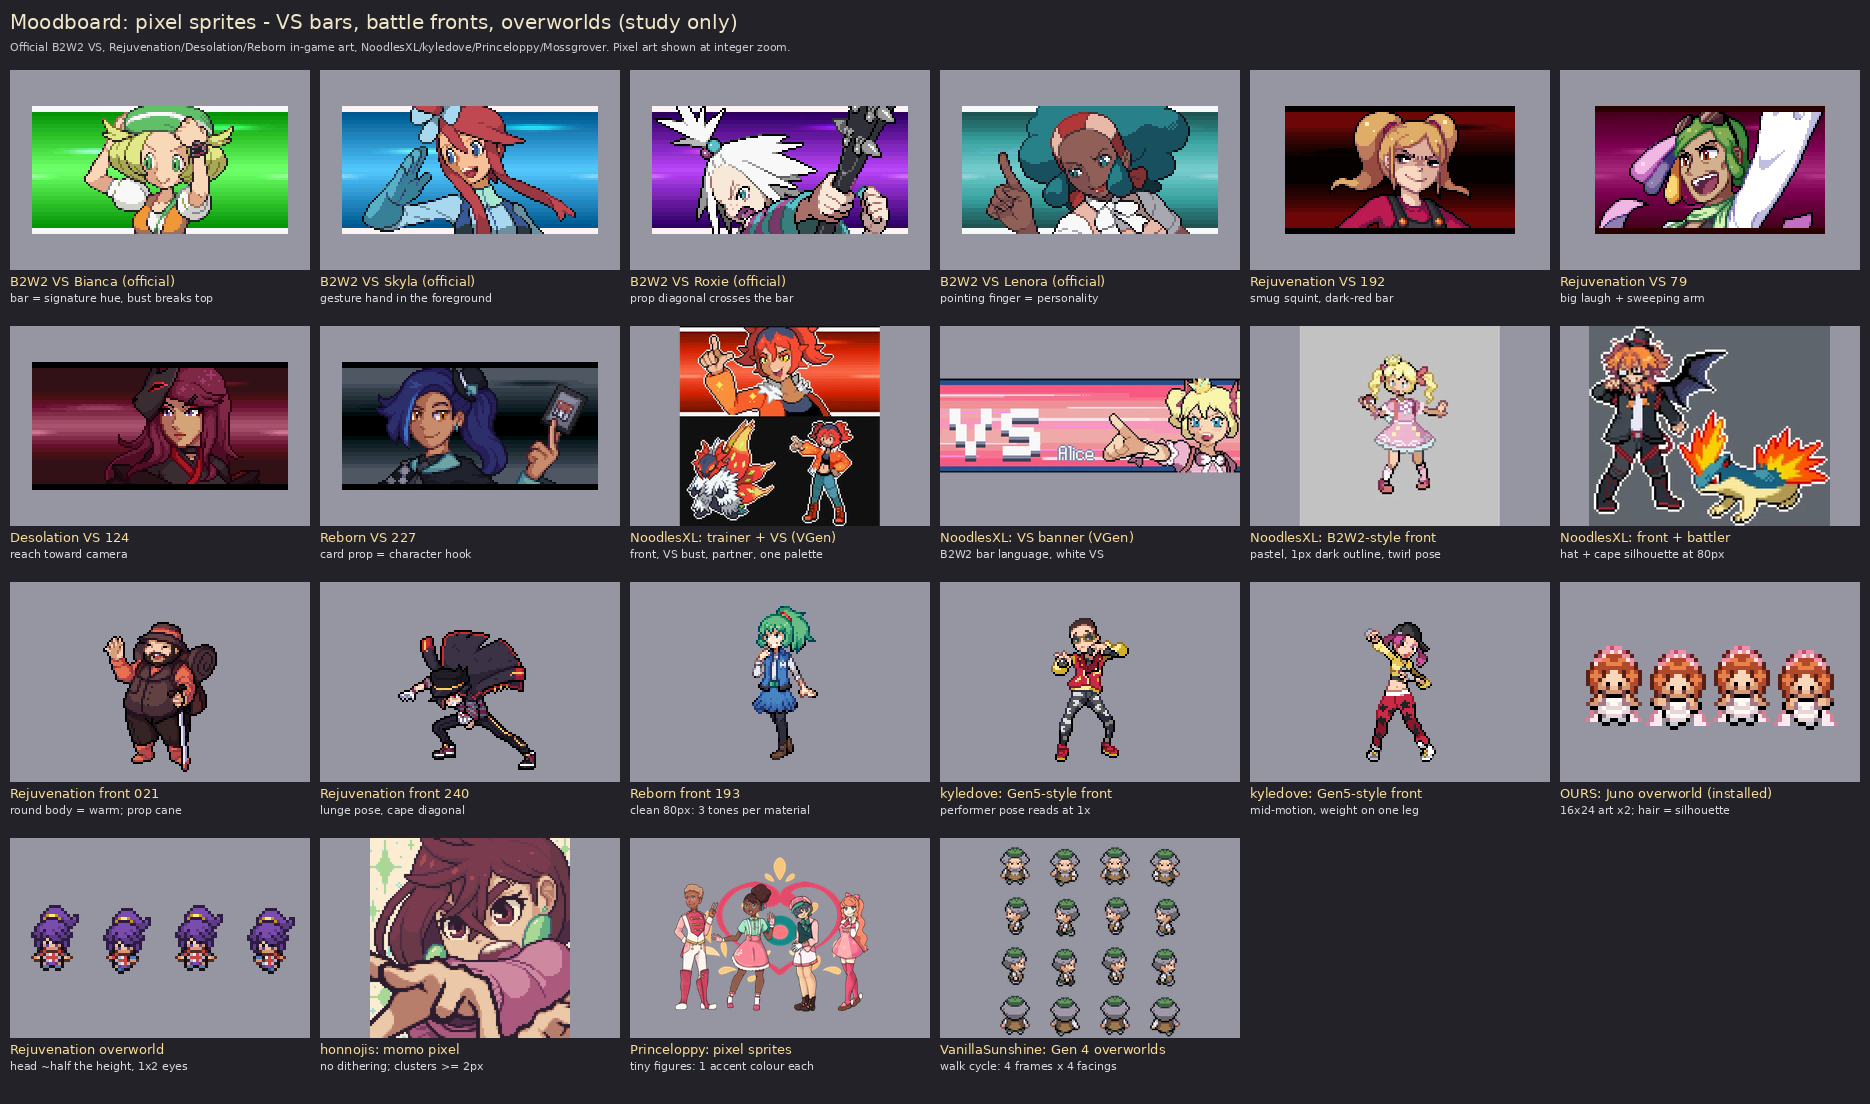 Moodboard: pixel sprites - VS bars, battle fronts, overworlds (study only)
Official B2W2 VS, Rejuvenation/Desolation/Reborn in-game art, NoodlesXL/kyledove/Princeloppy/Mossgrover. Pixel art shown at integer zoom.
B2W2 VS Bianca (official)
bar = signature hue, bust breaks top
B2W2 VS Skyla (official)
gesture hand in the foreground
B2W2 VS Roxie (official)
prop diagonal crosses the bar
B2W2 VS Lenora (official)
pointing finger = personality
Rejuvenation VS 192
smug squint, dark-red bar
Rejuvenation VS 79
big laugh + sweeping arm
VS
Alice
Desolation VS 124
reach toward camera
Reborn VS 227
card prop = character hook
NoodlesXL: trainer + VS (VGen)
front, VS bust, partner, one palette
NoodlesXL: VS banner (VGen)
B2W2 bar language, white VS
NoodlesXL: B2W2-style front
pastel, 1px dark outline, twirl pose
NoodlesXL: front + battler
hat + cape silhouette at 80px
Rejuvenation front 021
round body = warm; prop cane
Rejuvenation front 240
lunge pose, cape diagonal
Reborn front 193
clean 80px: 3 tones per material
kyledove: Gen5-style front
performer pose reads at 1x
kyledove: Gen5-style front
mid-motion, weight on one leg
OURS: Juno overworld (installed)
16x24 art x2; hair = silhouette
Rejuvenation overworld
head ~half the height, 1x2 eyes
honnojis: momo pixel
no dithering; clusters >= 2px
Princeloppy: pixel sprites
tiny figures: 1 accent colour each
VanillaSunshine: Gen 4 overworlds
walk cycle: 4 frames x 4 facings